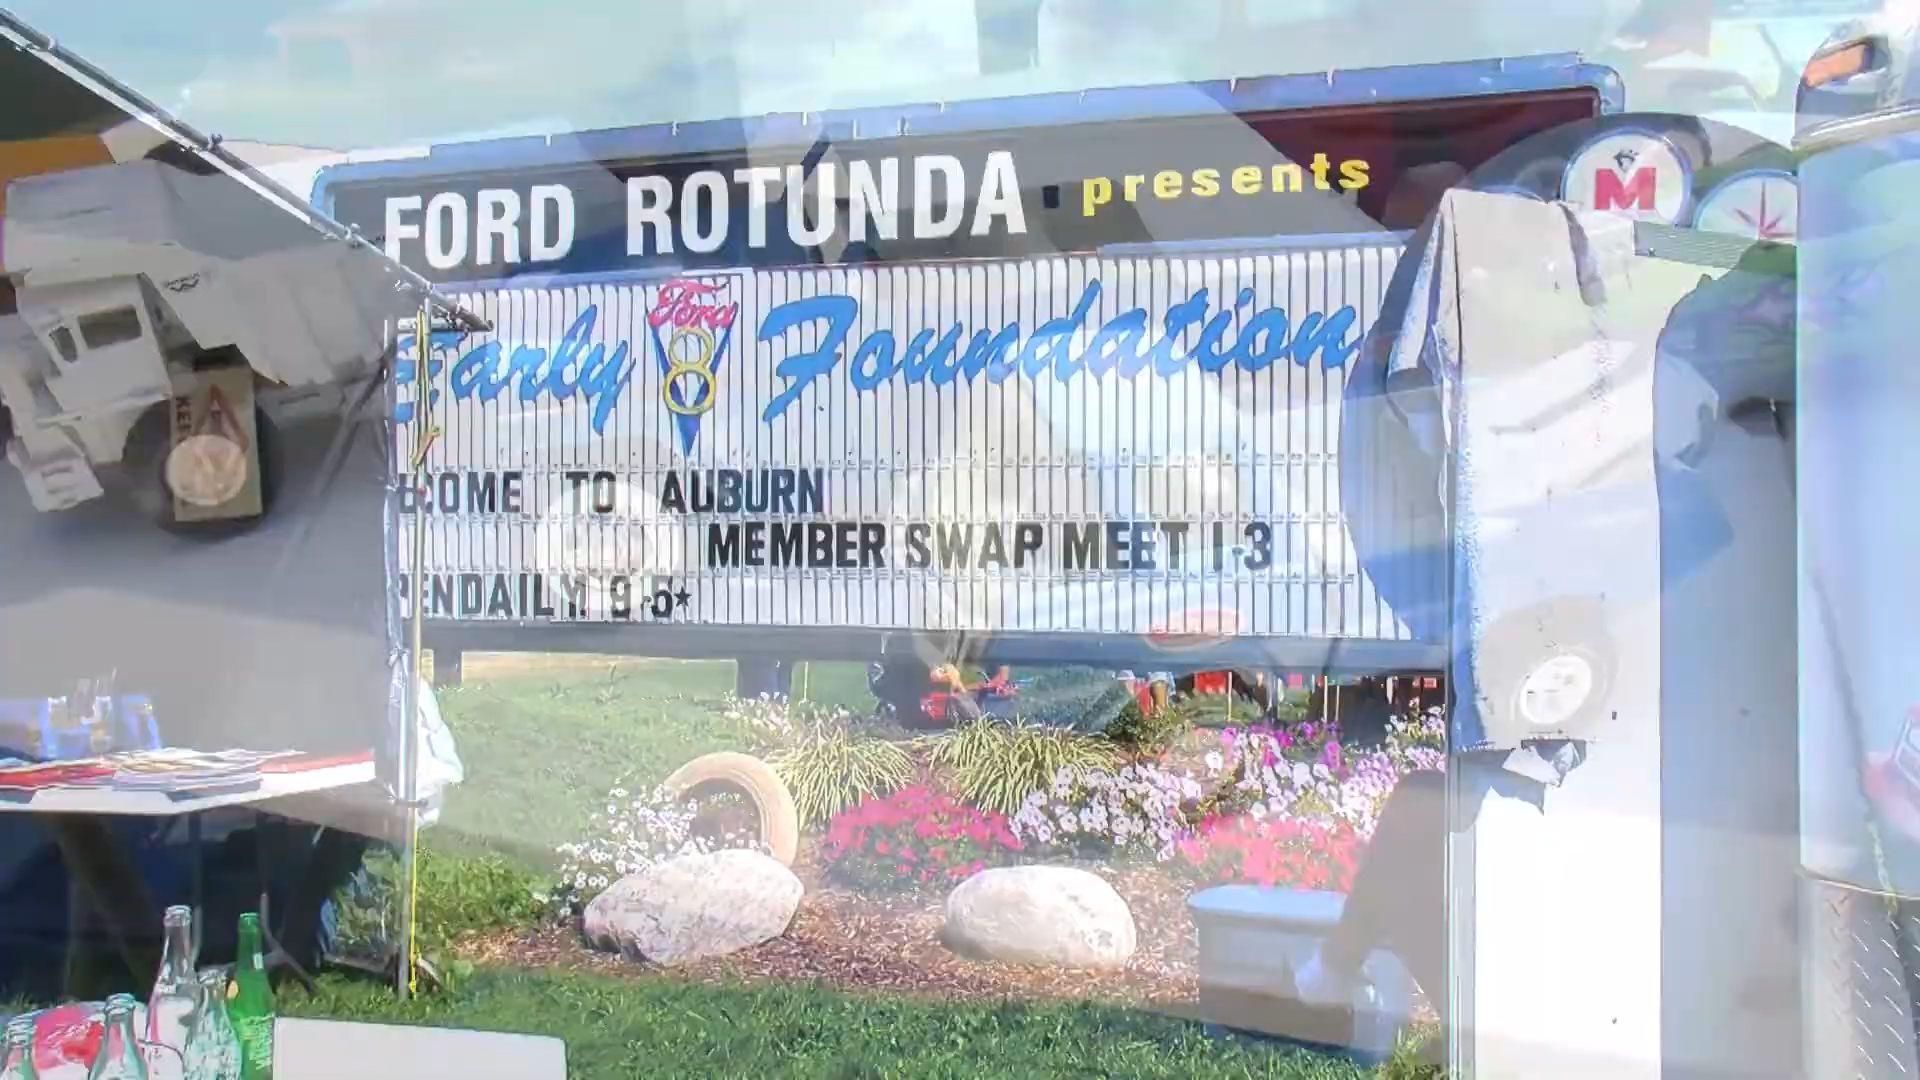 FORD ROTUNDA presents
Early Ford V8 Foundation
COME TO AUBURN
MEMBER SWAP MEET 1-3
ENDAILY 9-5★
M